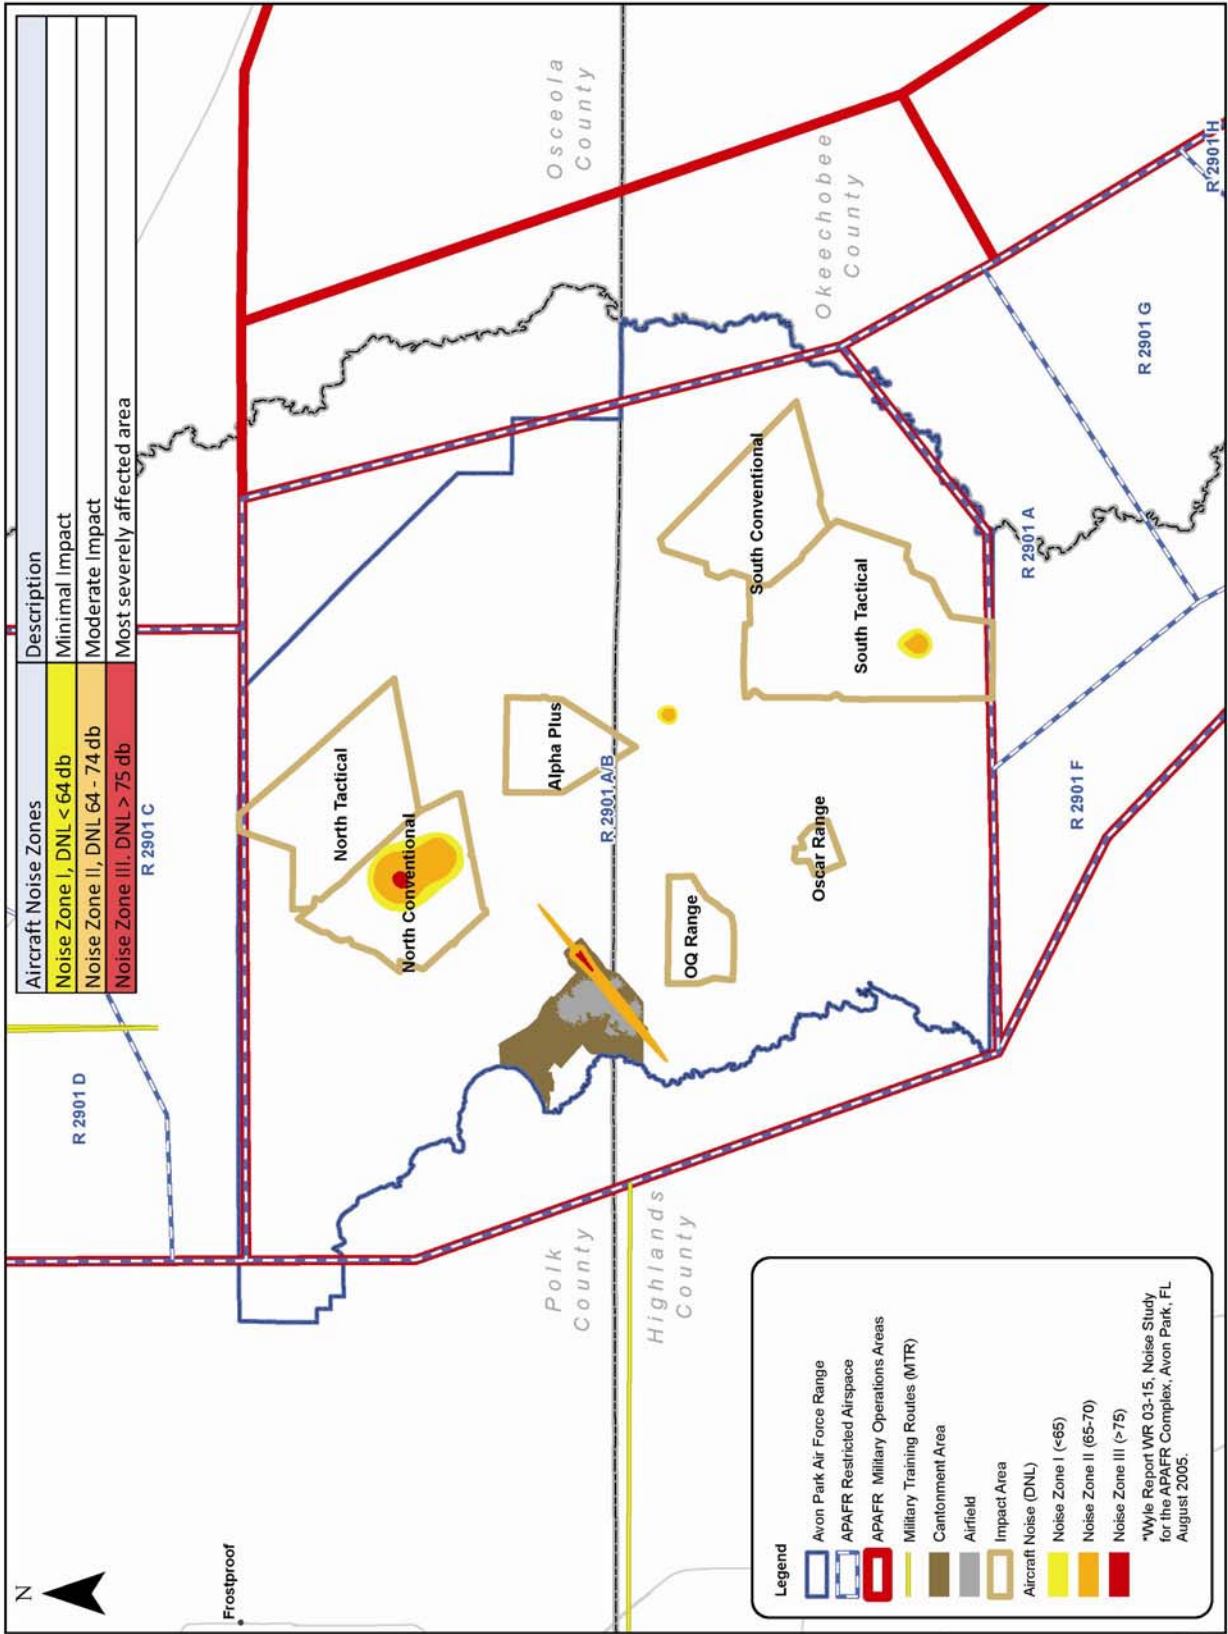 Aircraft Noise Zones Description
Noise Zone I, DNL < 64 db Minimal Impact
Noise Zone II, DNL 64 - 74 db Moderate Impact
Noise Zone III. DNL > 75 db Most severely affected area
N
Frostproof
R 2901 D
R 2901 C
North Tactical
North Conventional
Alpha Plus
R 2901 A/B
Osceola
County
Polk
County
Highlands
County
Okeechobee
County
OQ Range
Oscar Range
South Conventional
South Tactical
R 2901 A
R 2901 F
R 2901 G
R 2901 H
Legend
Avon Park Air Force Range
APAFR Restricted Airspace
APAFR Military Operations Areas
Military Training Routes (MTR)
Cantonment Area
Airfield
Impact Area
Aircraft Noise (DNL)
Noise Zone I (<65)
Noise Zone II (65-70)
Noise Zone III (>75)
*Wyle Report WR 03-15, Noise Study
for the APAFR Complex, Avon Park, FL
August 2005.